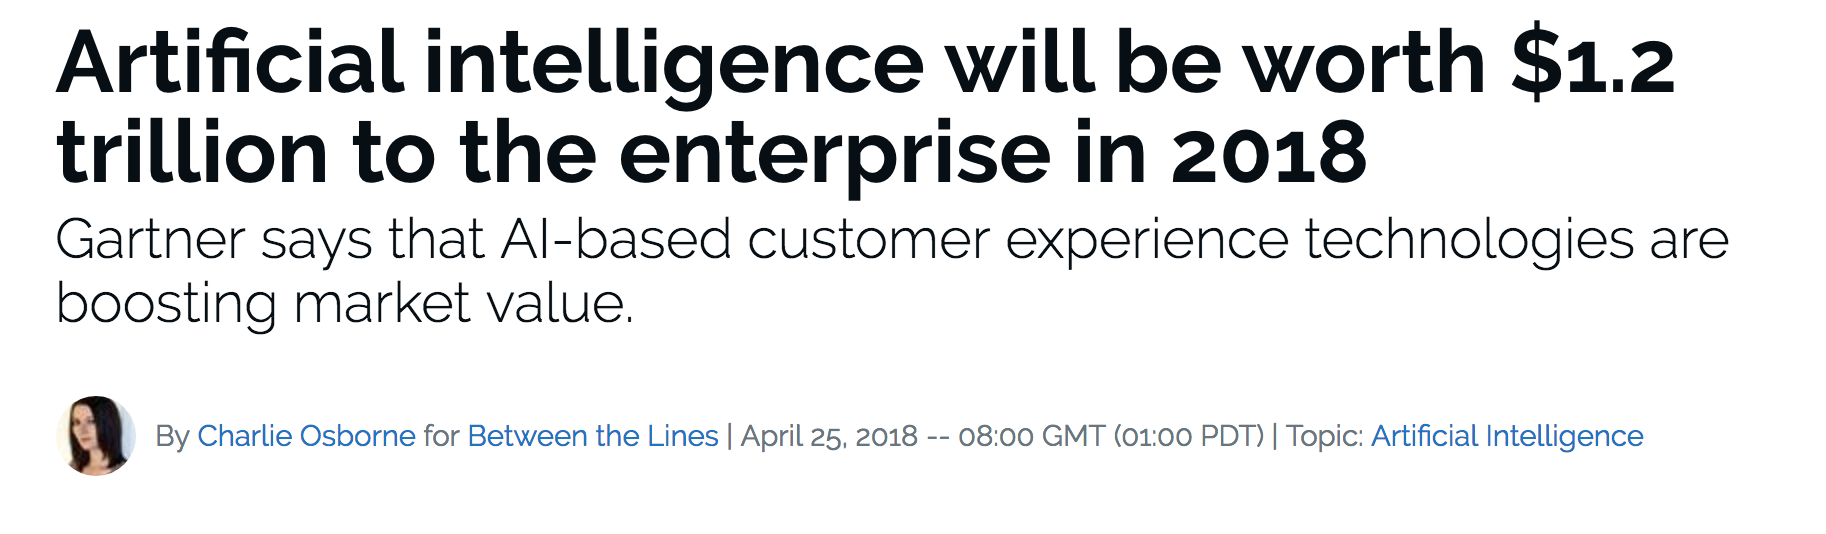 Artificial intelligence will be worth $1.2
trillion to the enterprise in 2018
Gartner says that AI-based customer experience technologies are
boosting market value.
By Charlie Osborne for Between the Lines | April 25, 2018 -- 08:00 GMT (01:00 PDT) | Topic: Artificial Intelligence